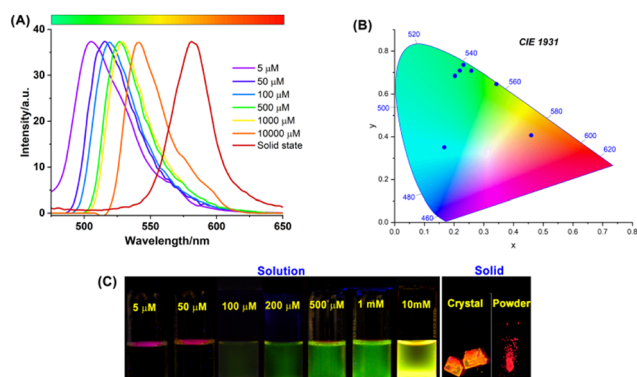 (A)
Intensity/a.u.
40
30
20
10
0
500
550
600
650
Wavelength/nm
5 μM
50 μM
100 μM
500 μM
1000 μM
10000 μM
Solid state
(B)
CIE 1931
y
0.8
0.6
0.4
0.2
0.0
0.0
0.1
0.2
0.3
0.4
0.5
0.6
0.7
0.8
x
460
480
500
520
540
560
580
600
620
(C)
Solution
Solid
5 μM
50 μM
100 μM
200 μM
500 μM
1 mM
10mM
Crystal
Powder